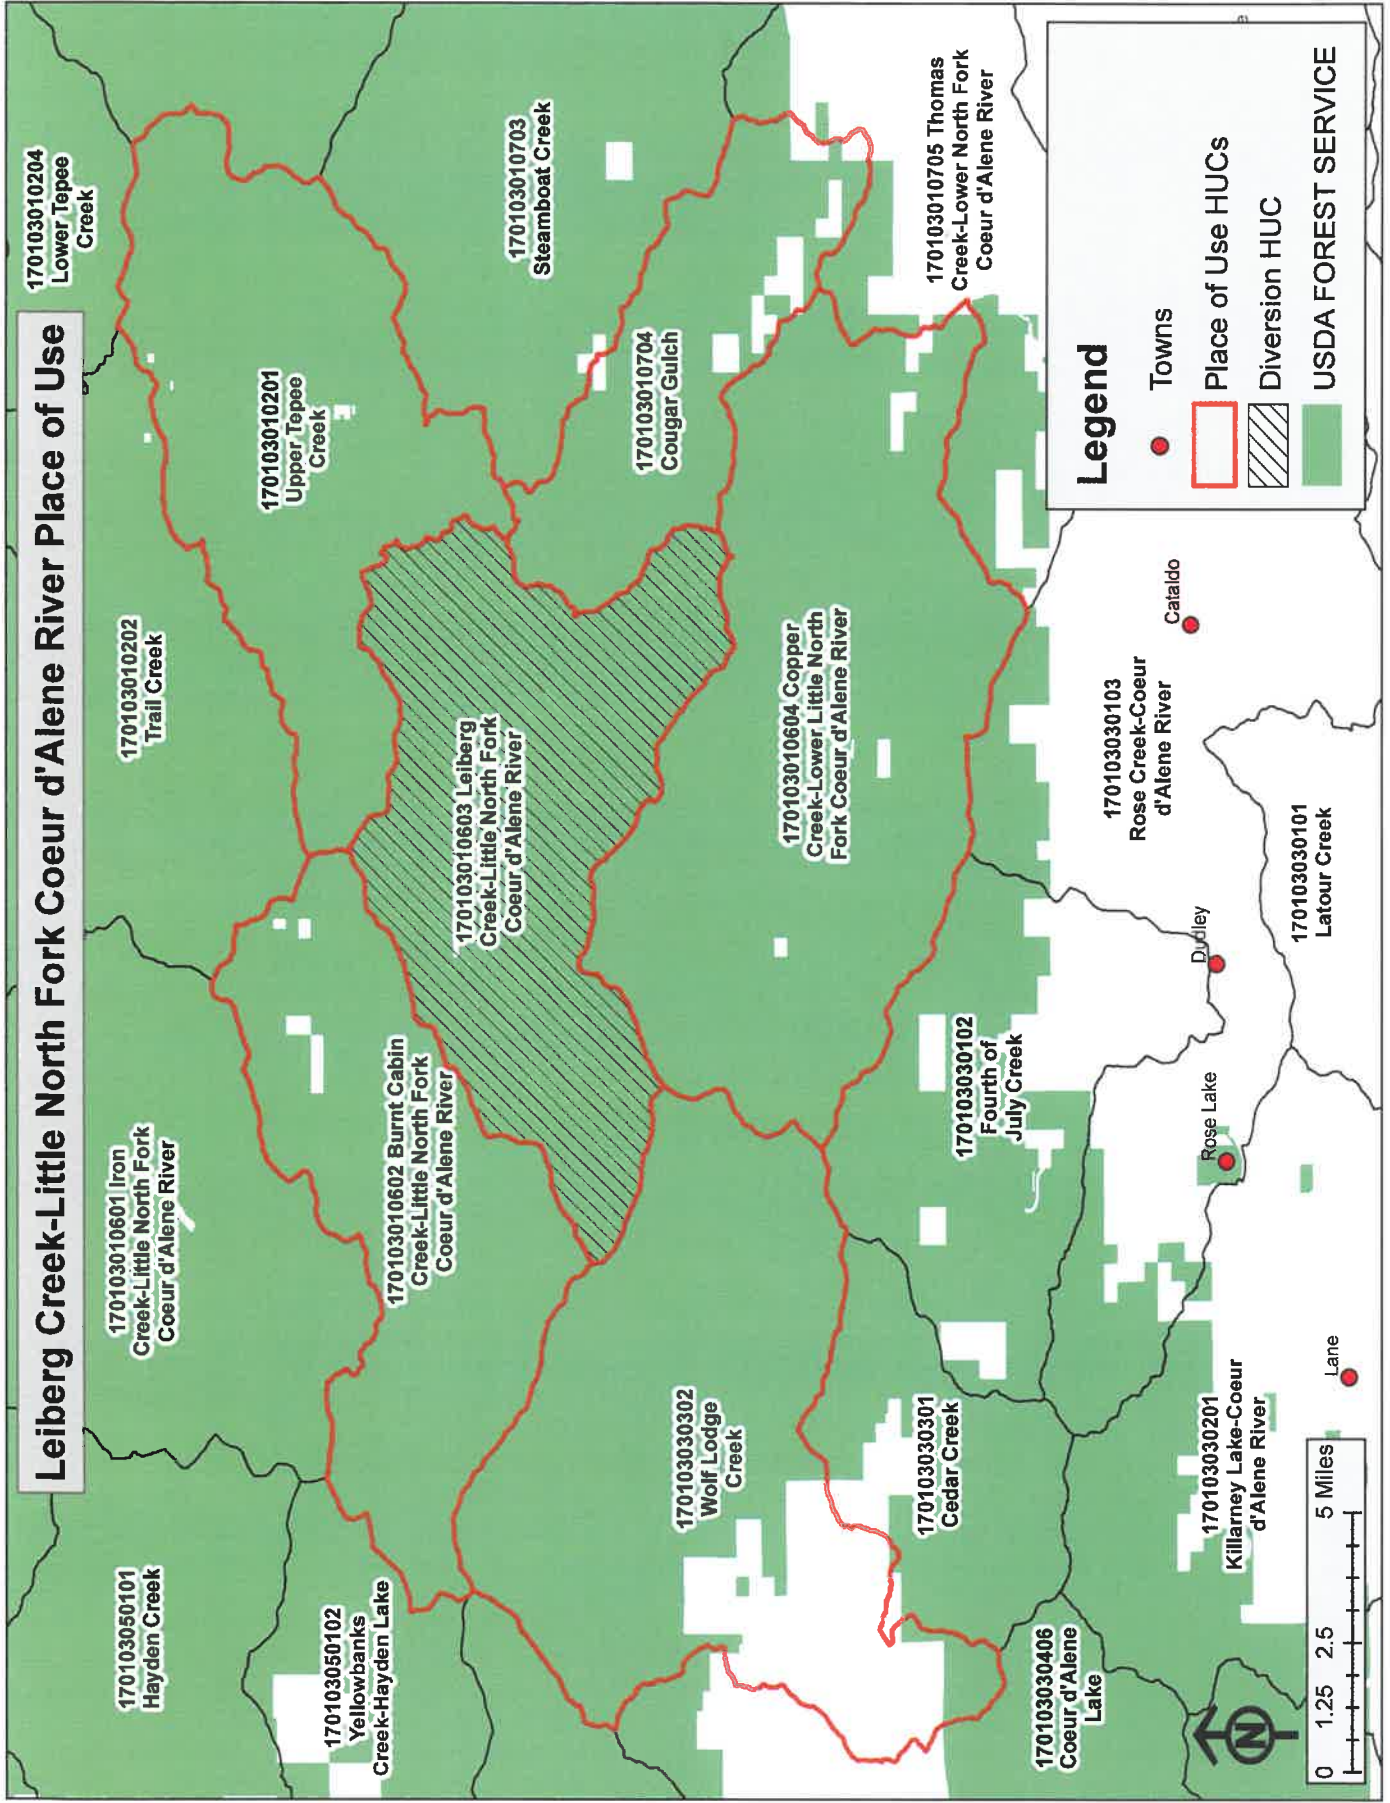 Leiberg Creek-Little North Fork Coeur d'Alene River Place of Use
170103050101
Hayden Creek
170103010601 Iron
Creek-Little North Fork
Coeur d'Alene River
170103010202
Trail Creek
170103010204
Lower Tepee
Creek
170103050102
Yellowbanks
Creek-Hayden Lake
170103010602 Burnt Cabin
Creek-Little North Fork
Coeur d'Alene River
170103010201
Upper Tepee
Creek
170103010603 Leiberg
Creek-Little North Fork
Coeur d'Alene River
170103010703
Steamboat Creek
170103010704
Cougar Gulch
170103030302
Wolf Lodge
Creek
170103010604 Copper
Creek-Lower Little North
Fork Coeur d'Alene River
170103010705 Thomas
Creek-Lower North Fork
Coeur d'Alene River
170103030301
Cedar Creek
170103030102
Fourth of
July Creek
170103030406
Coeur d'Alene
Lake
170103030201
Killarney Lake-Coeur
d'Alene River
170103030103
Rose Creek-Coeur
d'Alene River
170103030101
Latour Creek
Cataldo
Dudley
Rose Lake
Lane
Legend
Towns
Place of Use HUCs
Diversion HUC
USDA FOREST SERVICE
N
0 1.25 2.5 5 Miles